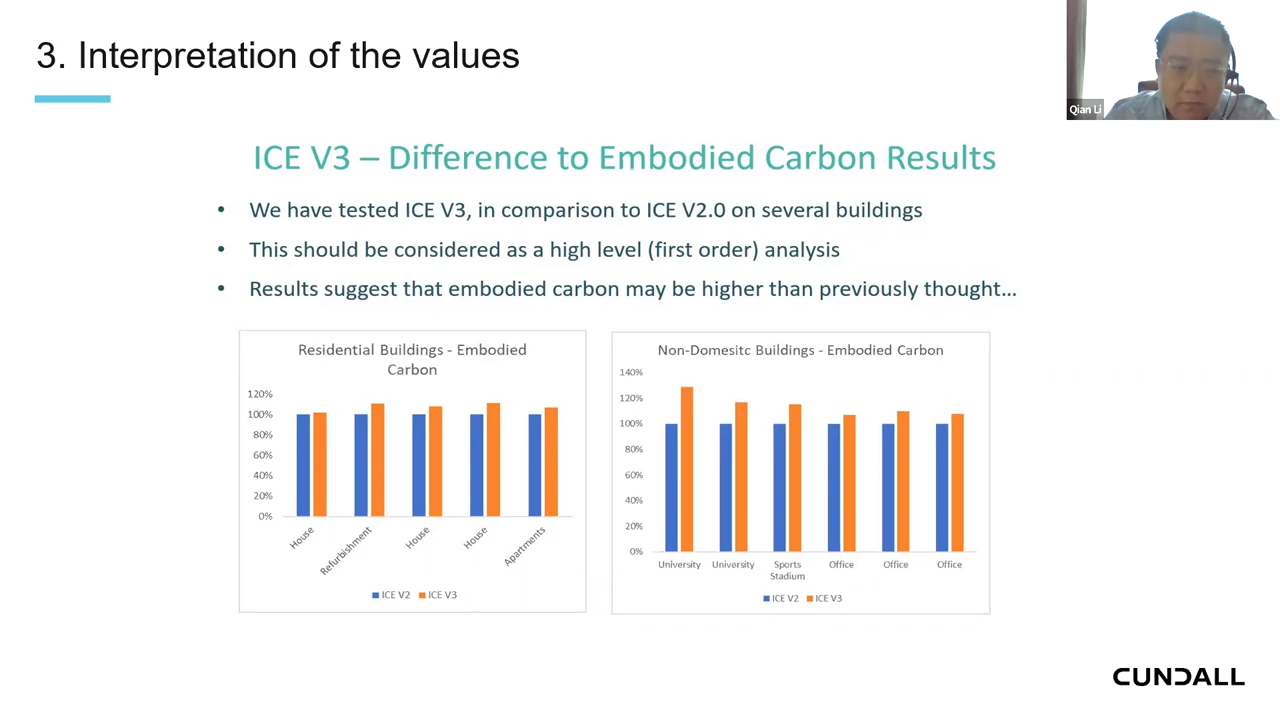 3. Interpretation of the values
Qian Li
ICE V3 – Difference to Embodied Carbon Results
• We have tested ICE V3, in comparison to ICE V2.0 on several buildings
• This should be considered as a high level (first order) analysis
• Results suggest that embodied carbon may be higher than previously thought...
Residential Buildings - Embodied
Carbon
120%
100%
80%
60%
40%
20%
0%
House
Refurbishment
House
House
Apartments
ICE V2 ICE V3
Non-Domesitc Buildings - Embodied Carbon
140%
120%
100%
80%
60%
40%
20%
0%
University University Sports Office Office Office
Stadium
ICE V2 ICE V3
CUNDALL